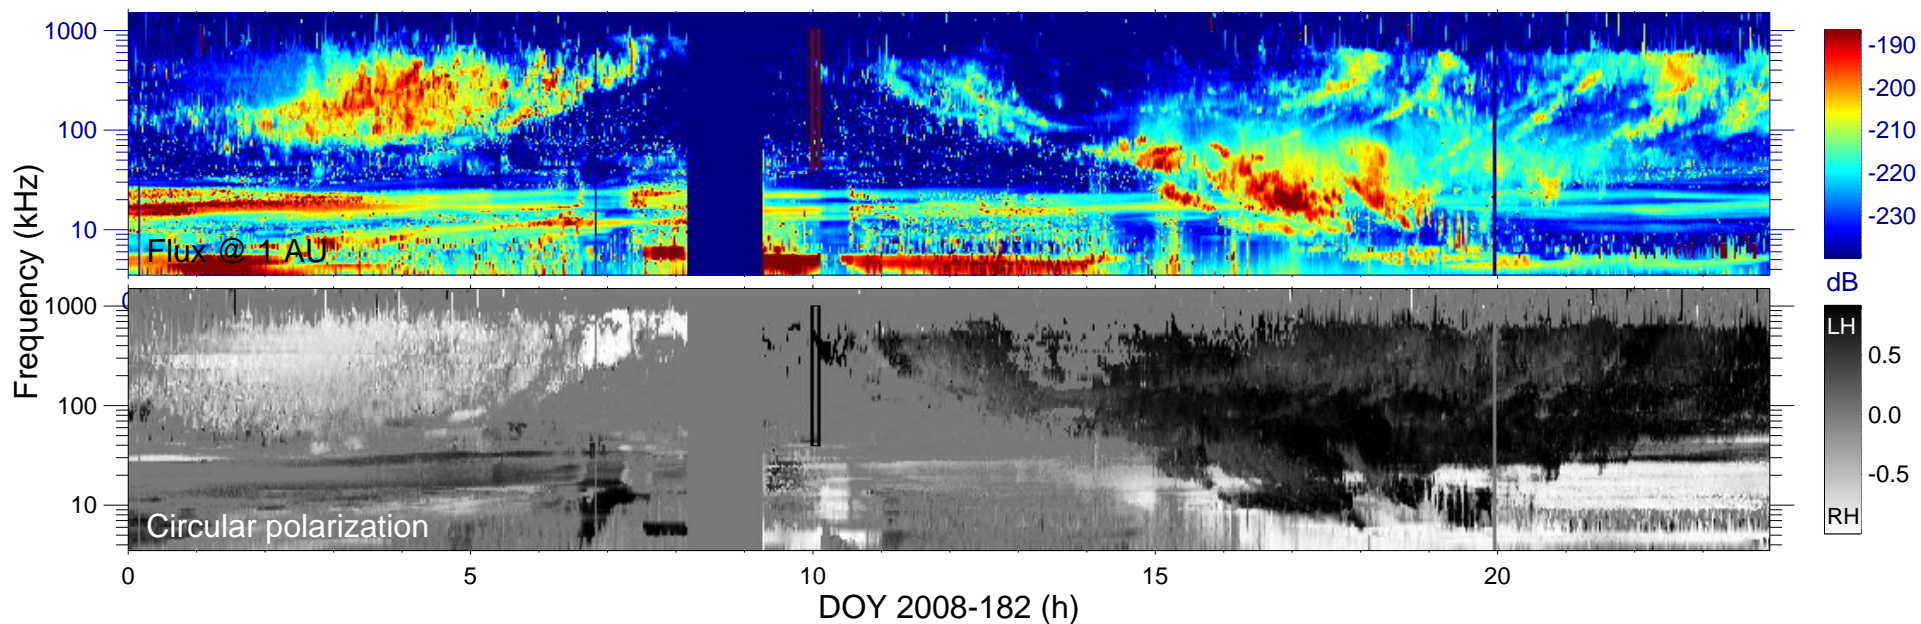 1000
100
10
Flux @ 1 AU
-190
-200
-210
-220
-230
dB
Frequency (kHz)
0
1000
100
10
Circular polarization
LH
0.5
0.0
-0.5
RH
0 5 10 15 20
DOY 2008-182 (h)